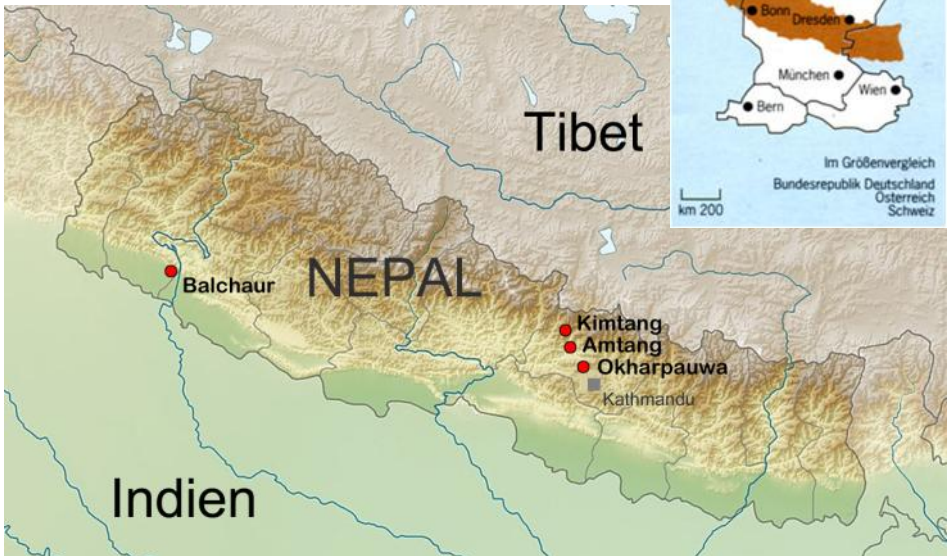 Bonn
Dresden
München
Wien
Bern
Im Größenvergleich
Bundesrepublik Deutschland
Österreich
Schweiz
km 200
Tibet
NEPAL
Balchaur
Kimtang
Amtang
Okharpauwa
Kathmandu
Indien